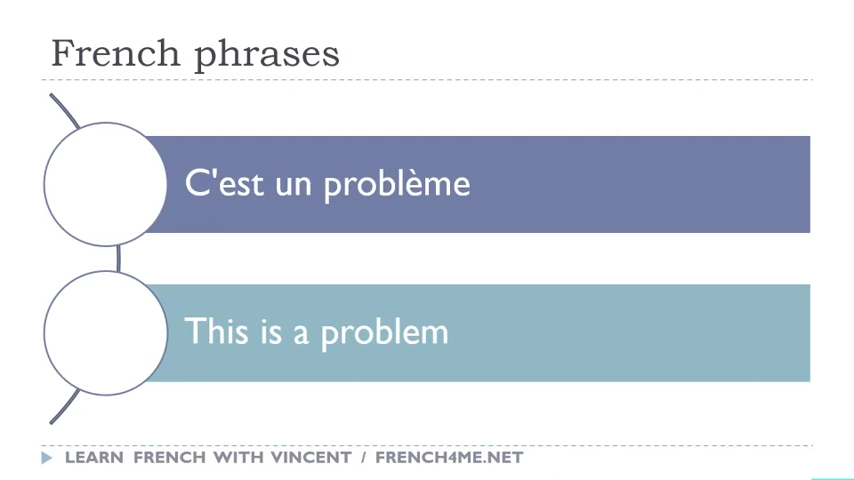 French phrases
C'est un problème
This is a problem
LEARN FRENCH WITH VINCENT / FRENCH4ME.NET